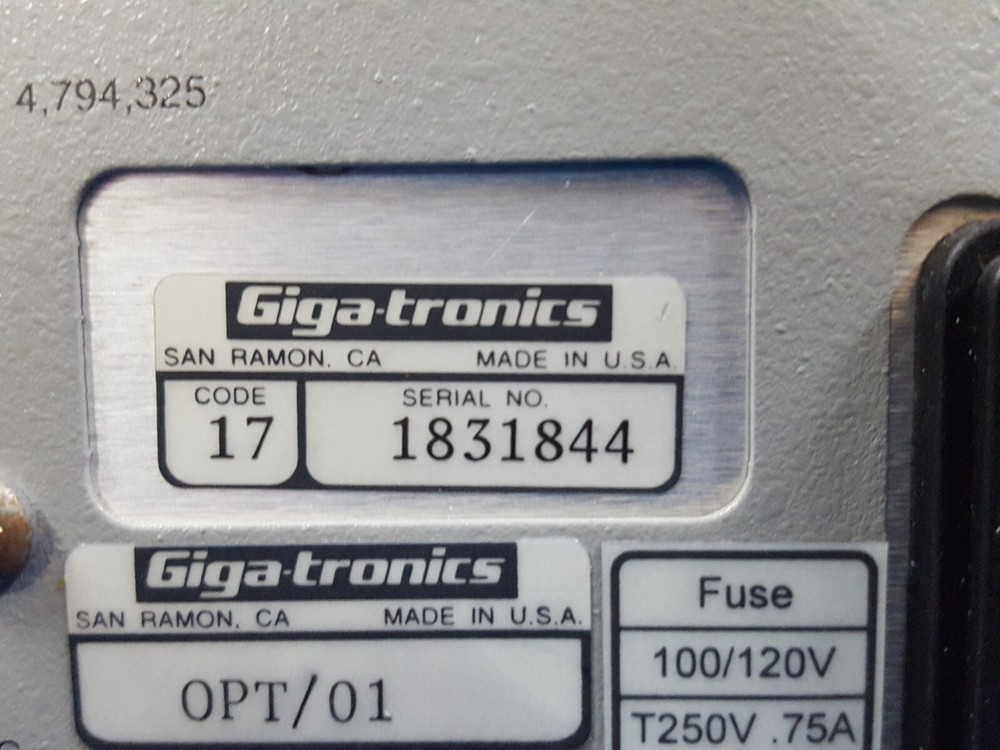 4,794,325
Giga-tronics
SAN RAMON, CA MADE IN U.S.A.
CODE SERIAL NO.
17 1831844
Giga-tronics
SAN RAMON, CA MADE IN U.S.A.
OPT/01
Fuse
100/120V
T250V .75A